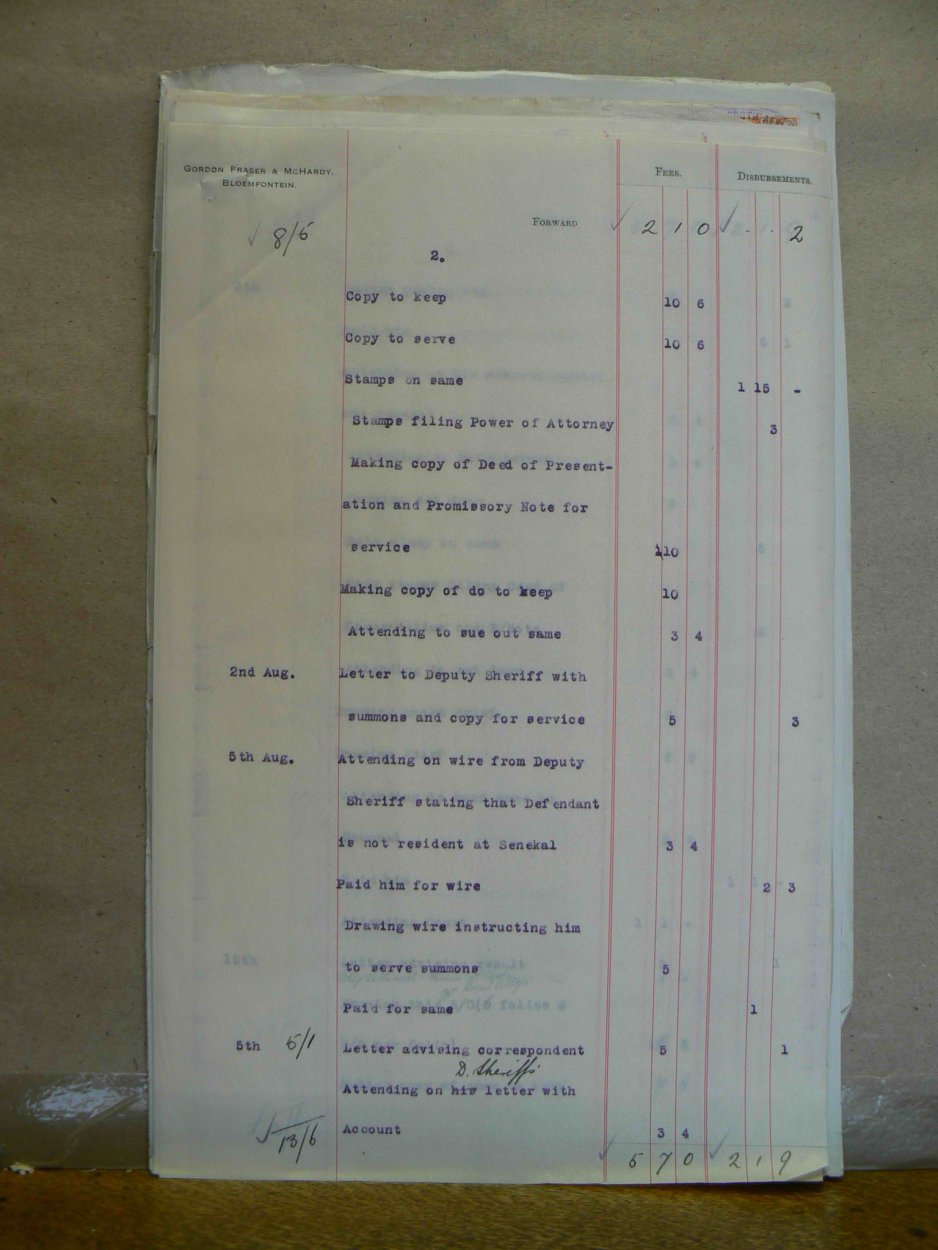 GORDON FRASER & MCHARDY.
BLOEMFONTEIN.
FEES. DISBURSEMENTS.
8/5 FORWARD 2 1 0 . . 2
2.
Copy to keep 10 6
Copy to serve 10 6
Stamps on same 1 15 -
Stamps filing Power of Attorney 3
Making copy of Deed of Present-
ation and Promissory Note for
service 10
Making copy of do to keep 10
Attending to sue out same 3 4
2nd Aug. Letter to Deputy Sheriff with
summons and copy for service 5 3
5th Aug. Attending on wire from Deputy
Sheriff stating that Defendant
is not resident at Senekal 3 4
Paid him for wire 2 3
Drawing wire instructing him
to serve summons 5
Paid for same 1
5th 5/1 Letter advising correspondent 5 1
D. Sheriffs
Attending on his letter with
13/6 Account 3 4
5 7 0 2 1 9